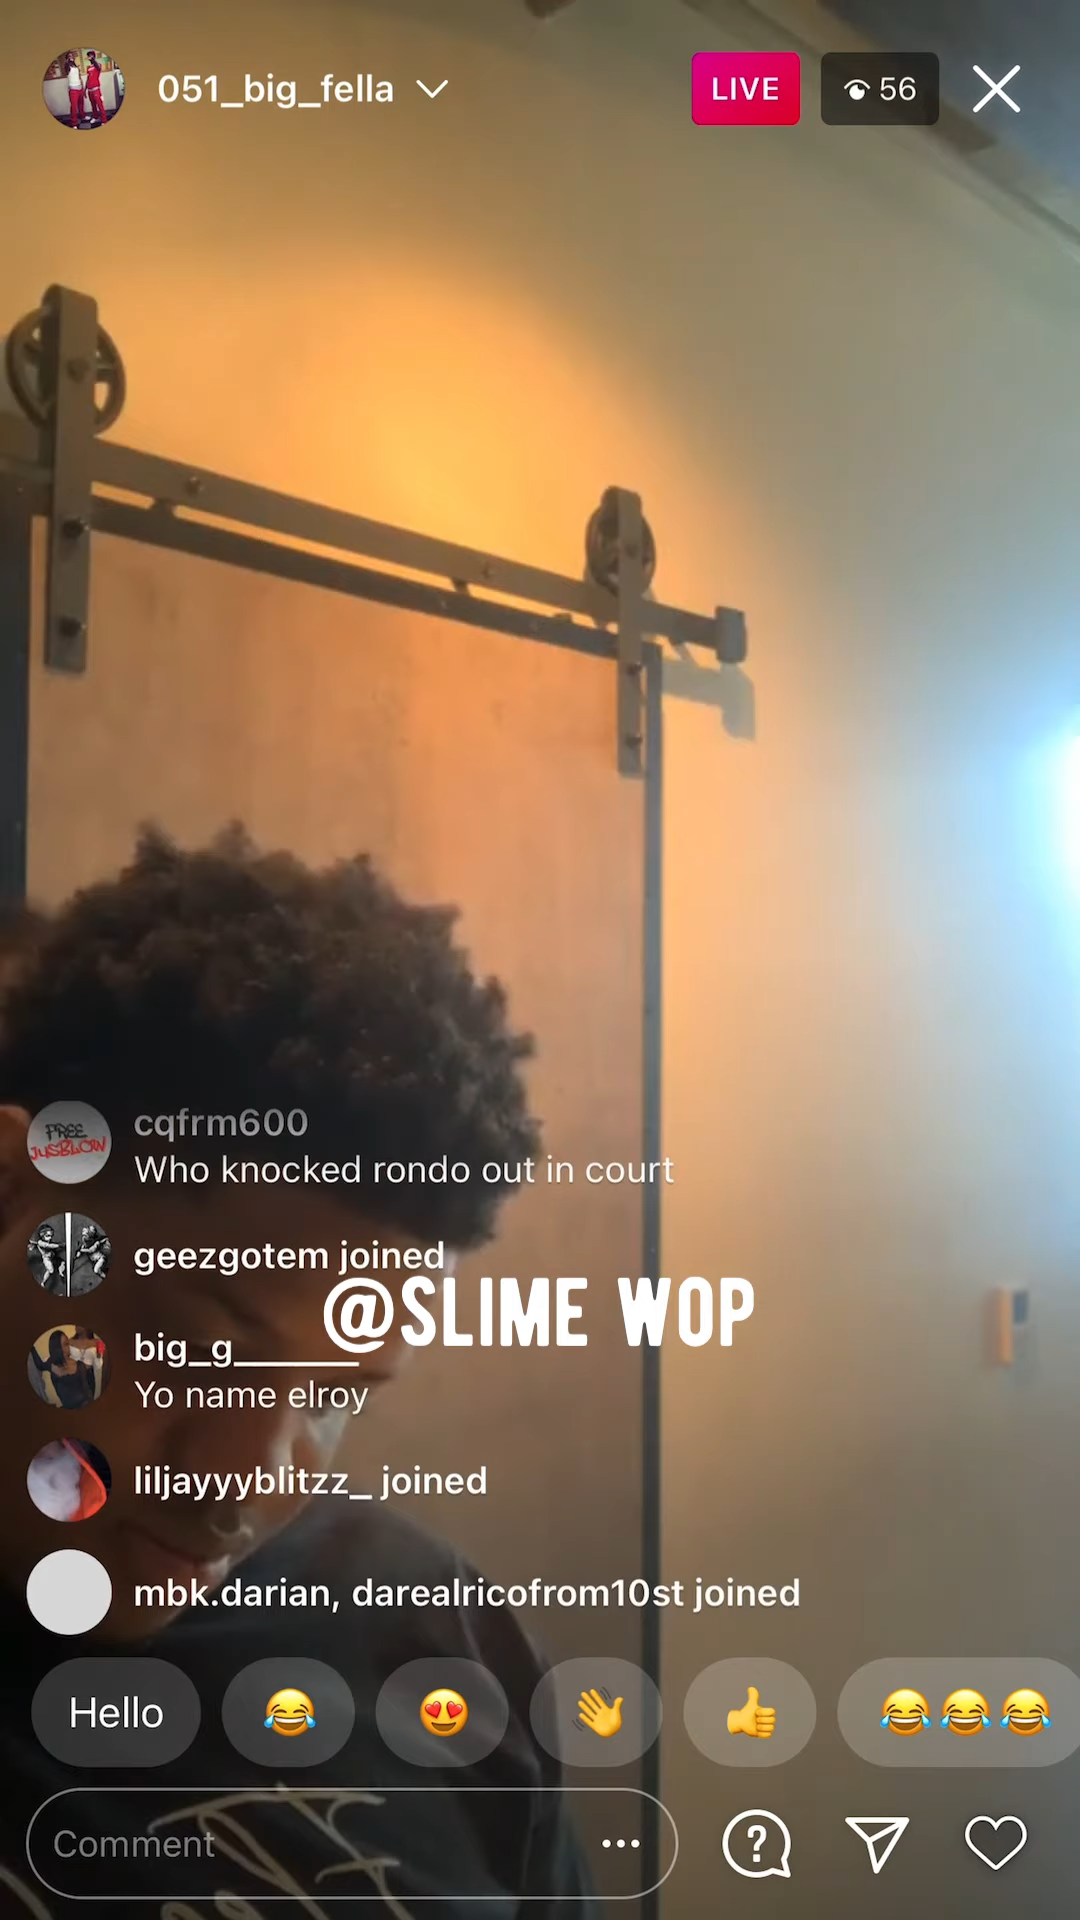 051_big_fella
LIVE
56
FREE
JUSBLOW
cqfrm600
Who knocked rondo out in court
geezgotem joined
@SLIME WOP
big_g_______
Yo name elroy
liljayyyblitzz_ joined
mbk.darian, darealricofrom10st joined
Hello
Comment